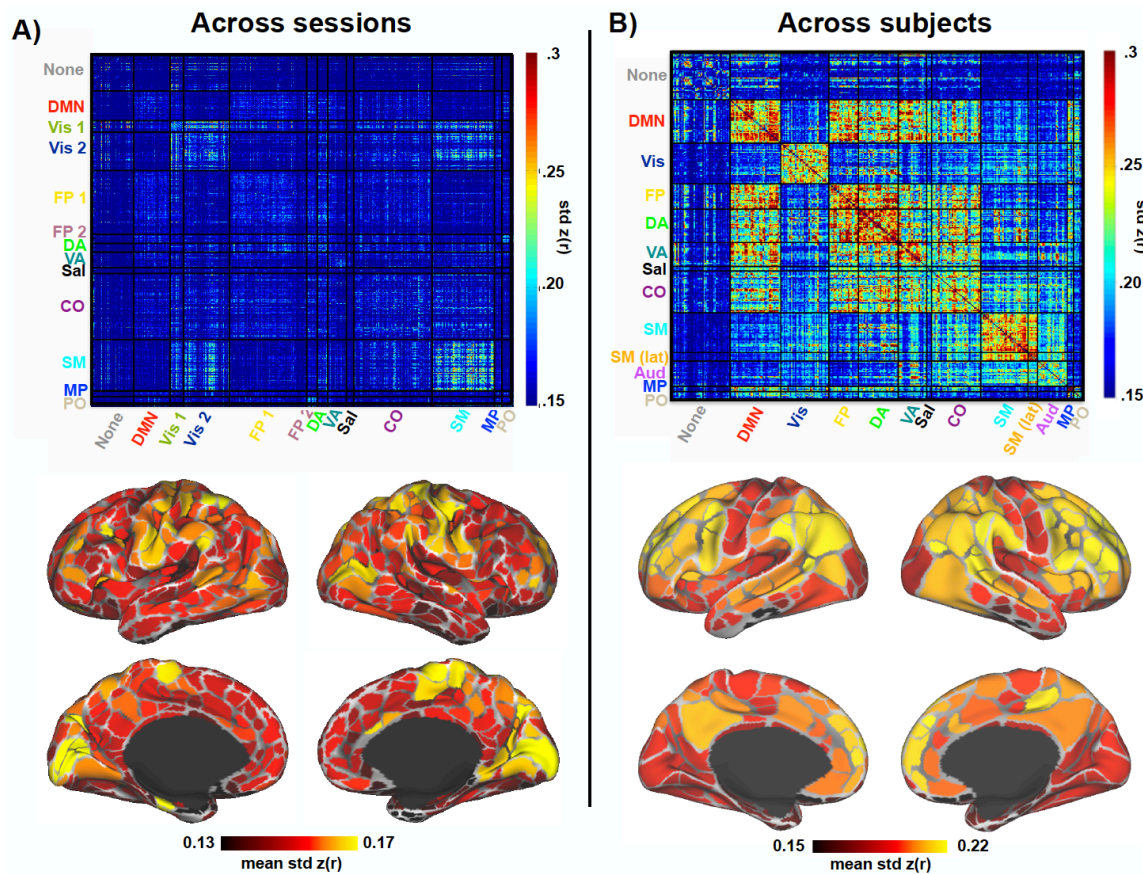 Across sessions
Across subjects
A)
B)
None
DMN
Vis 1
Vis 2
FP 1
FP 2
DA
VA
Sal
CO
SM
MP
PO
None
DMN
Vis 1
Vis 2
FP 1
FP 2
DA
VA
Sal
CO
SM
MP
PO
.3
.25
.20
.15
std z(r)
None
DMN
Vis
FP
DA
VA
Sal
CO
SM
SM (lat)
Aud
MP
PO
None
DMN
Vis
FP
DA
VA
Sal
CO
SM
SM (lat)
Aud
MP
PO
.3
.25
.20
.15
std z(r)
0.13
0.17
mean std z(r)
0.15
0.22
mean std z(r)